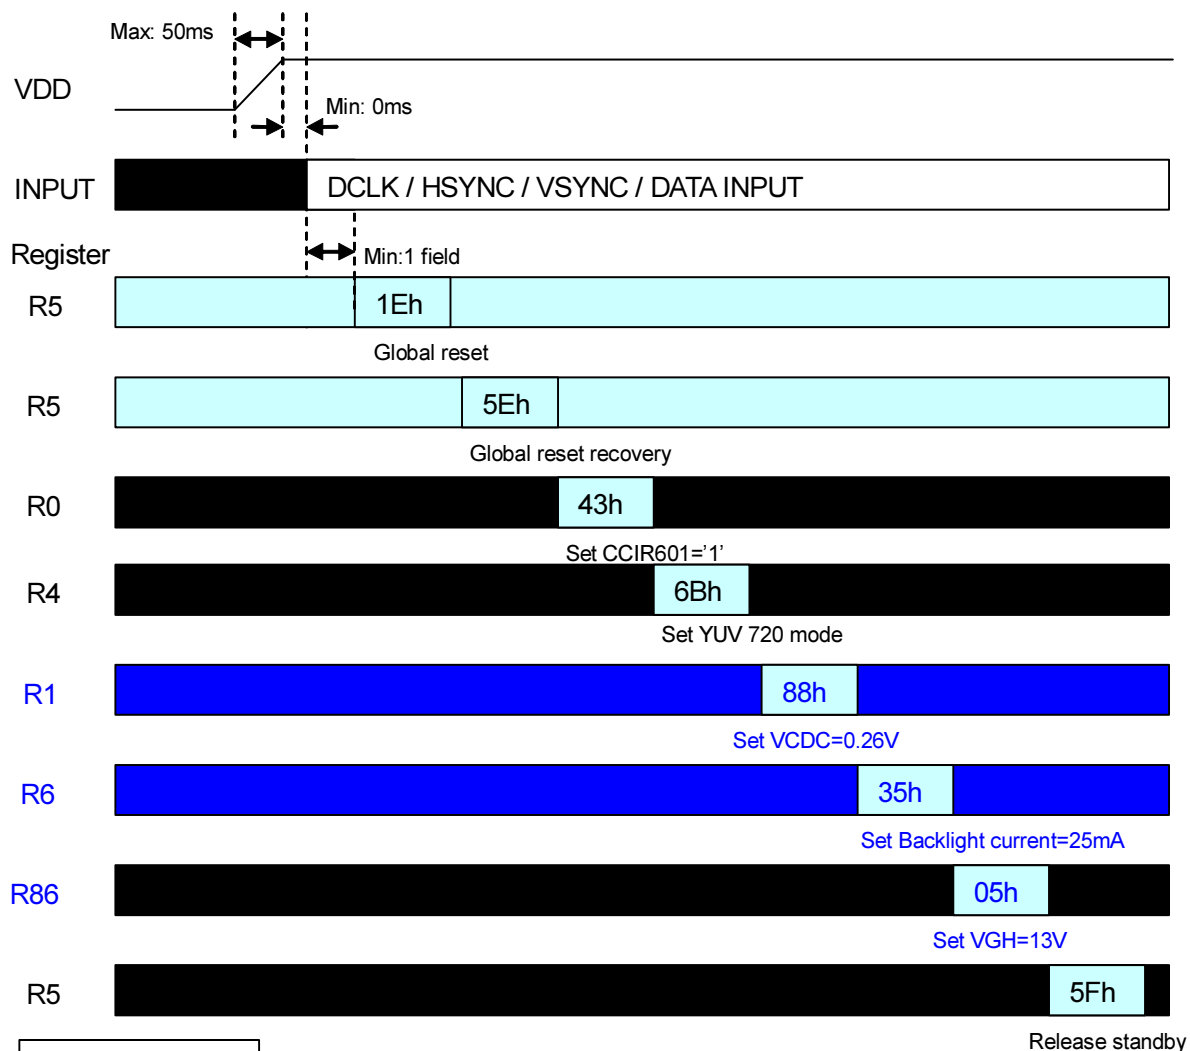 Max: 50ms
VDD
Min: 0ms
INPUT
DCLK / HSYNC / VSYNC / DATA INPUT
Register
Min:1 field
R5
1Eh
Global reset
R5
5Eh
Global reset recovery
R0
43h
Set CCIR601='1'
R4
6Bh
Set YUV 720 mode
R1
88h
Set VCDC=0.26V
R6
35h
Set Backlight current=25mA
R86
05h
Set VGH=13V
R5
5Fh
Release standby